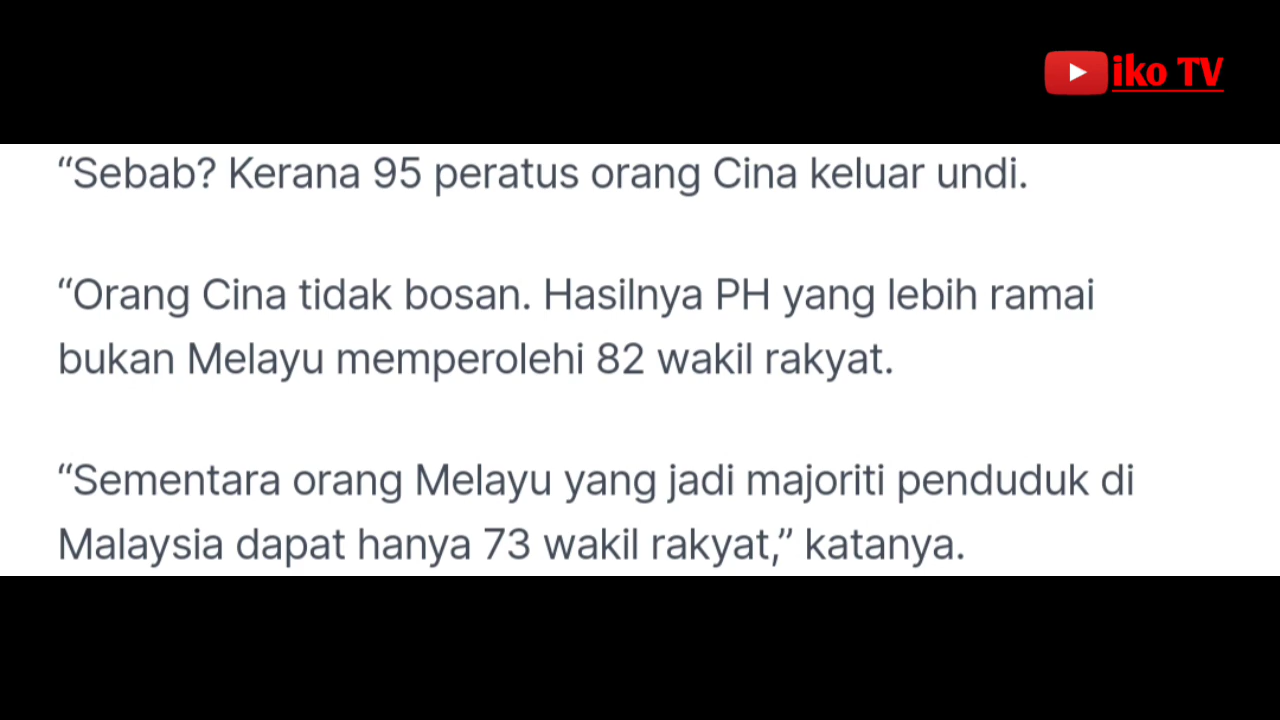 iko TV
“Sebab? Kerana 95 peratus orang Cina keluar undi.
“Orang Cina tidak bosan. Hasilnya PH yang lebih ramai
bukan Melayu memperolehi 82 wakil rakyat.
“Sementara orang Melayu yang jadi majoriti penduduk di
Malaysia dapat hanya 73 wakil rakyat,” katanya.